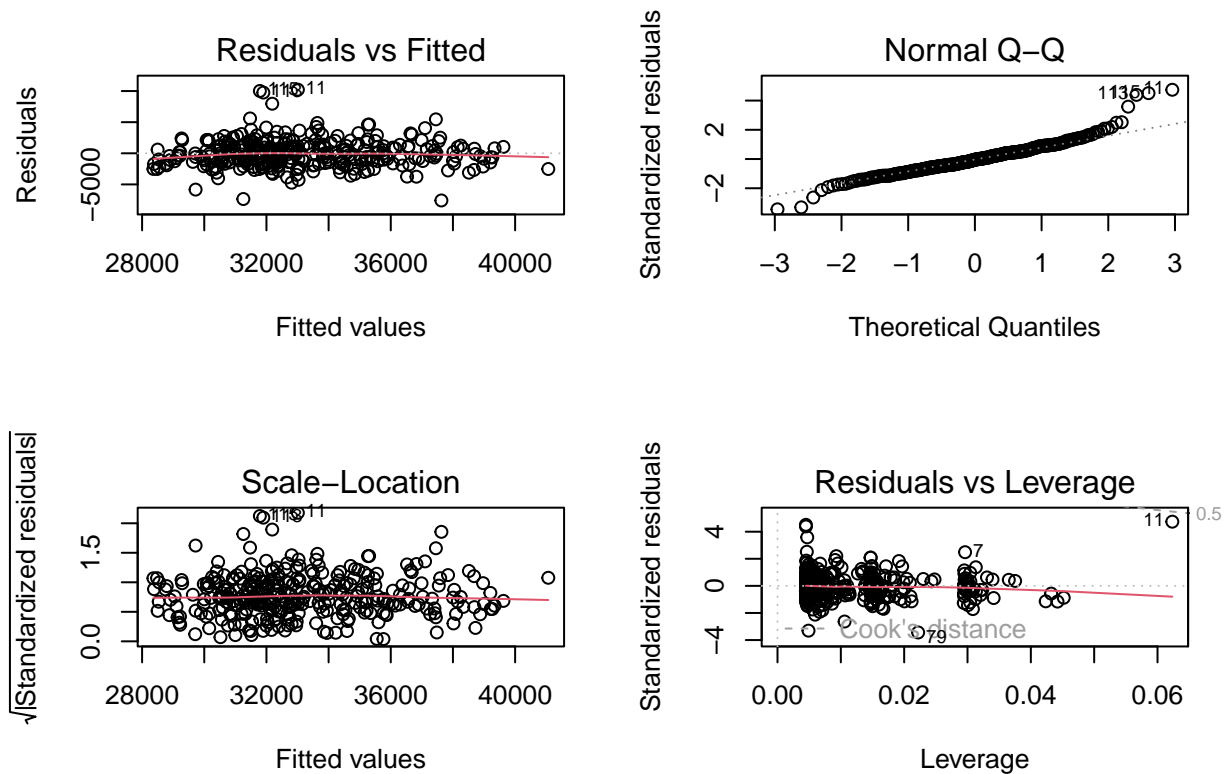 Residuals vs Fitted
Residuals
−5000
11
28000 32000 36000 40000
Fitted values
Normal Q−Q
Standardized residuals
2
−2
11
−3 −2 −1 0 1 2 3
Theoretical Quantiles
Scale−Location
√|Standardized residuals|
1.5
0.0
11
28000 32000 36000 40000
Fitted values
Residuals vs Leverage
Standardized residuals
4
0
−4
11
0.5
7
Cook's distance
79
0.00 0.02 0.04 0.06
Leverage